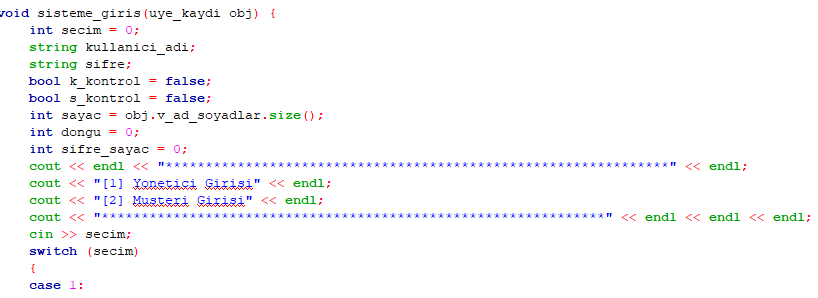 void sisteme_giris(uye_kaydi obj) {
int secim = 0;
string kullanici_adi;
string sifre;
bool k_kontrol = false;
bool s_kontrol = false;
int sayac = obj.v_ad_soyadlar.size();
int dongu = 0;
int sifre_sayac = 0;
cout << endl << "***************************************************************" << endl;
cout << "[1] Yonetici Girisi" << endl;
cout << "[2] Musteri Girisi" << endl;
cout << "***************************************************************" << endl << endl << endl;
cin >> secim;
switch (secim)
{
case 1: